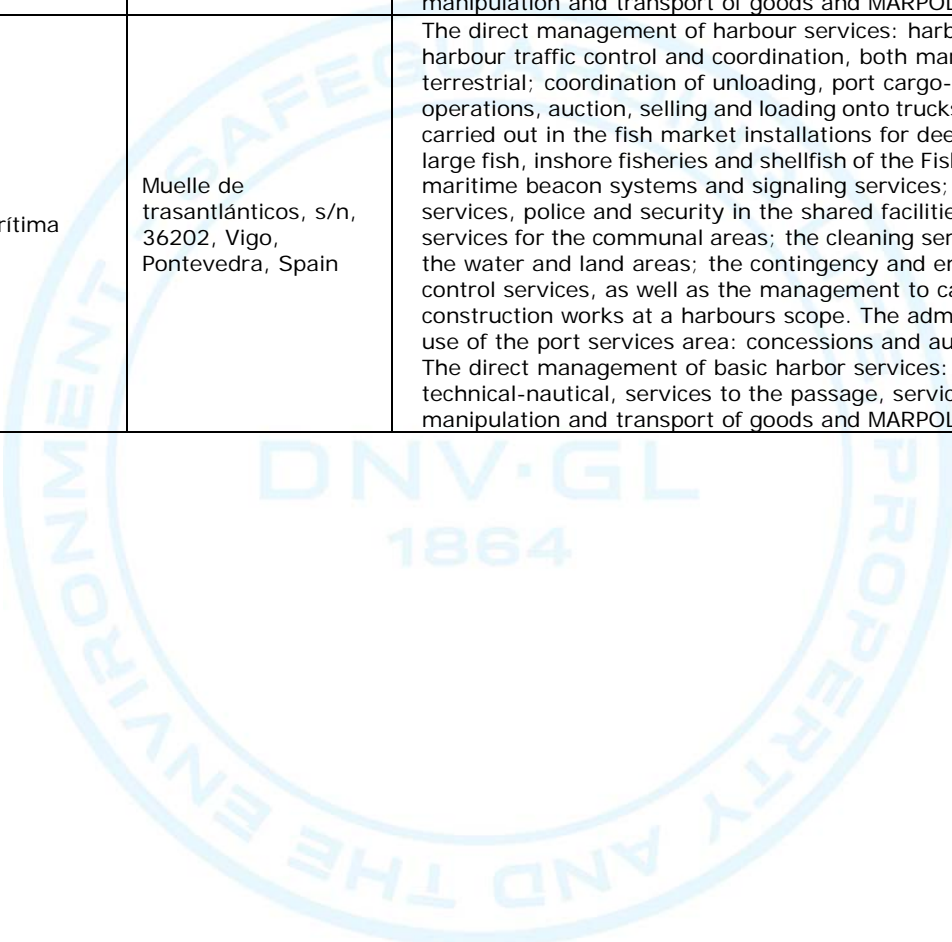 manipulation and transport of goods and MARPOL
The direct management of harbour services: harb
harbour traffic control and coordination, both mar
terrestrial; coordination of unloading, port cargo-
operations, auction, selling and loading onto trucks
carried out in the fish market installations for dee
large fish, inshore fisheries and shellfish of the Fis
maritime beacon systems and signaling services;
services, police and security in the shared facilitie
services for the communal areas; the cleaning ser
the water and land areas; the contingency and en
control services, as well as the management to ca
construction works at a harbours scope. The adm
use of the port services area: concessions and au
The direct management of basic harbor services:
technical-nautical, services to the passage, servic
manipulation and transport of goods and MARPOL
rítima
Muelle de
trasantlánticos, s/n,
36202, Vigo,
Pontevedra, Spain
DNV·GL
1864
SAFEGUA
PROPERTY AND THE ENVIRONMENT